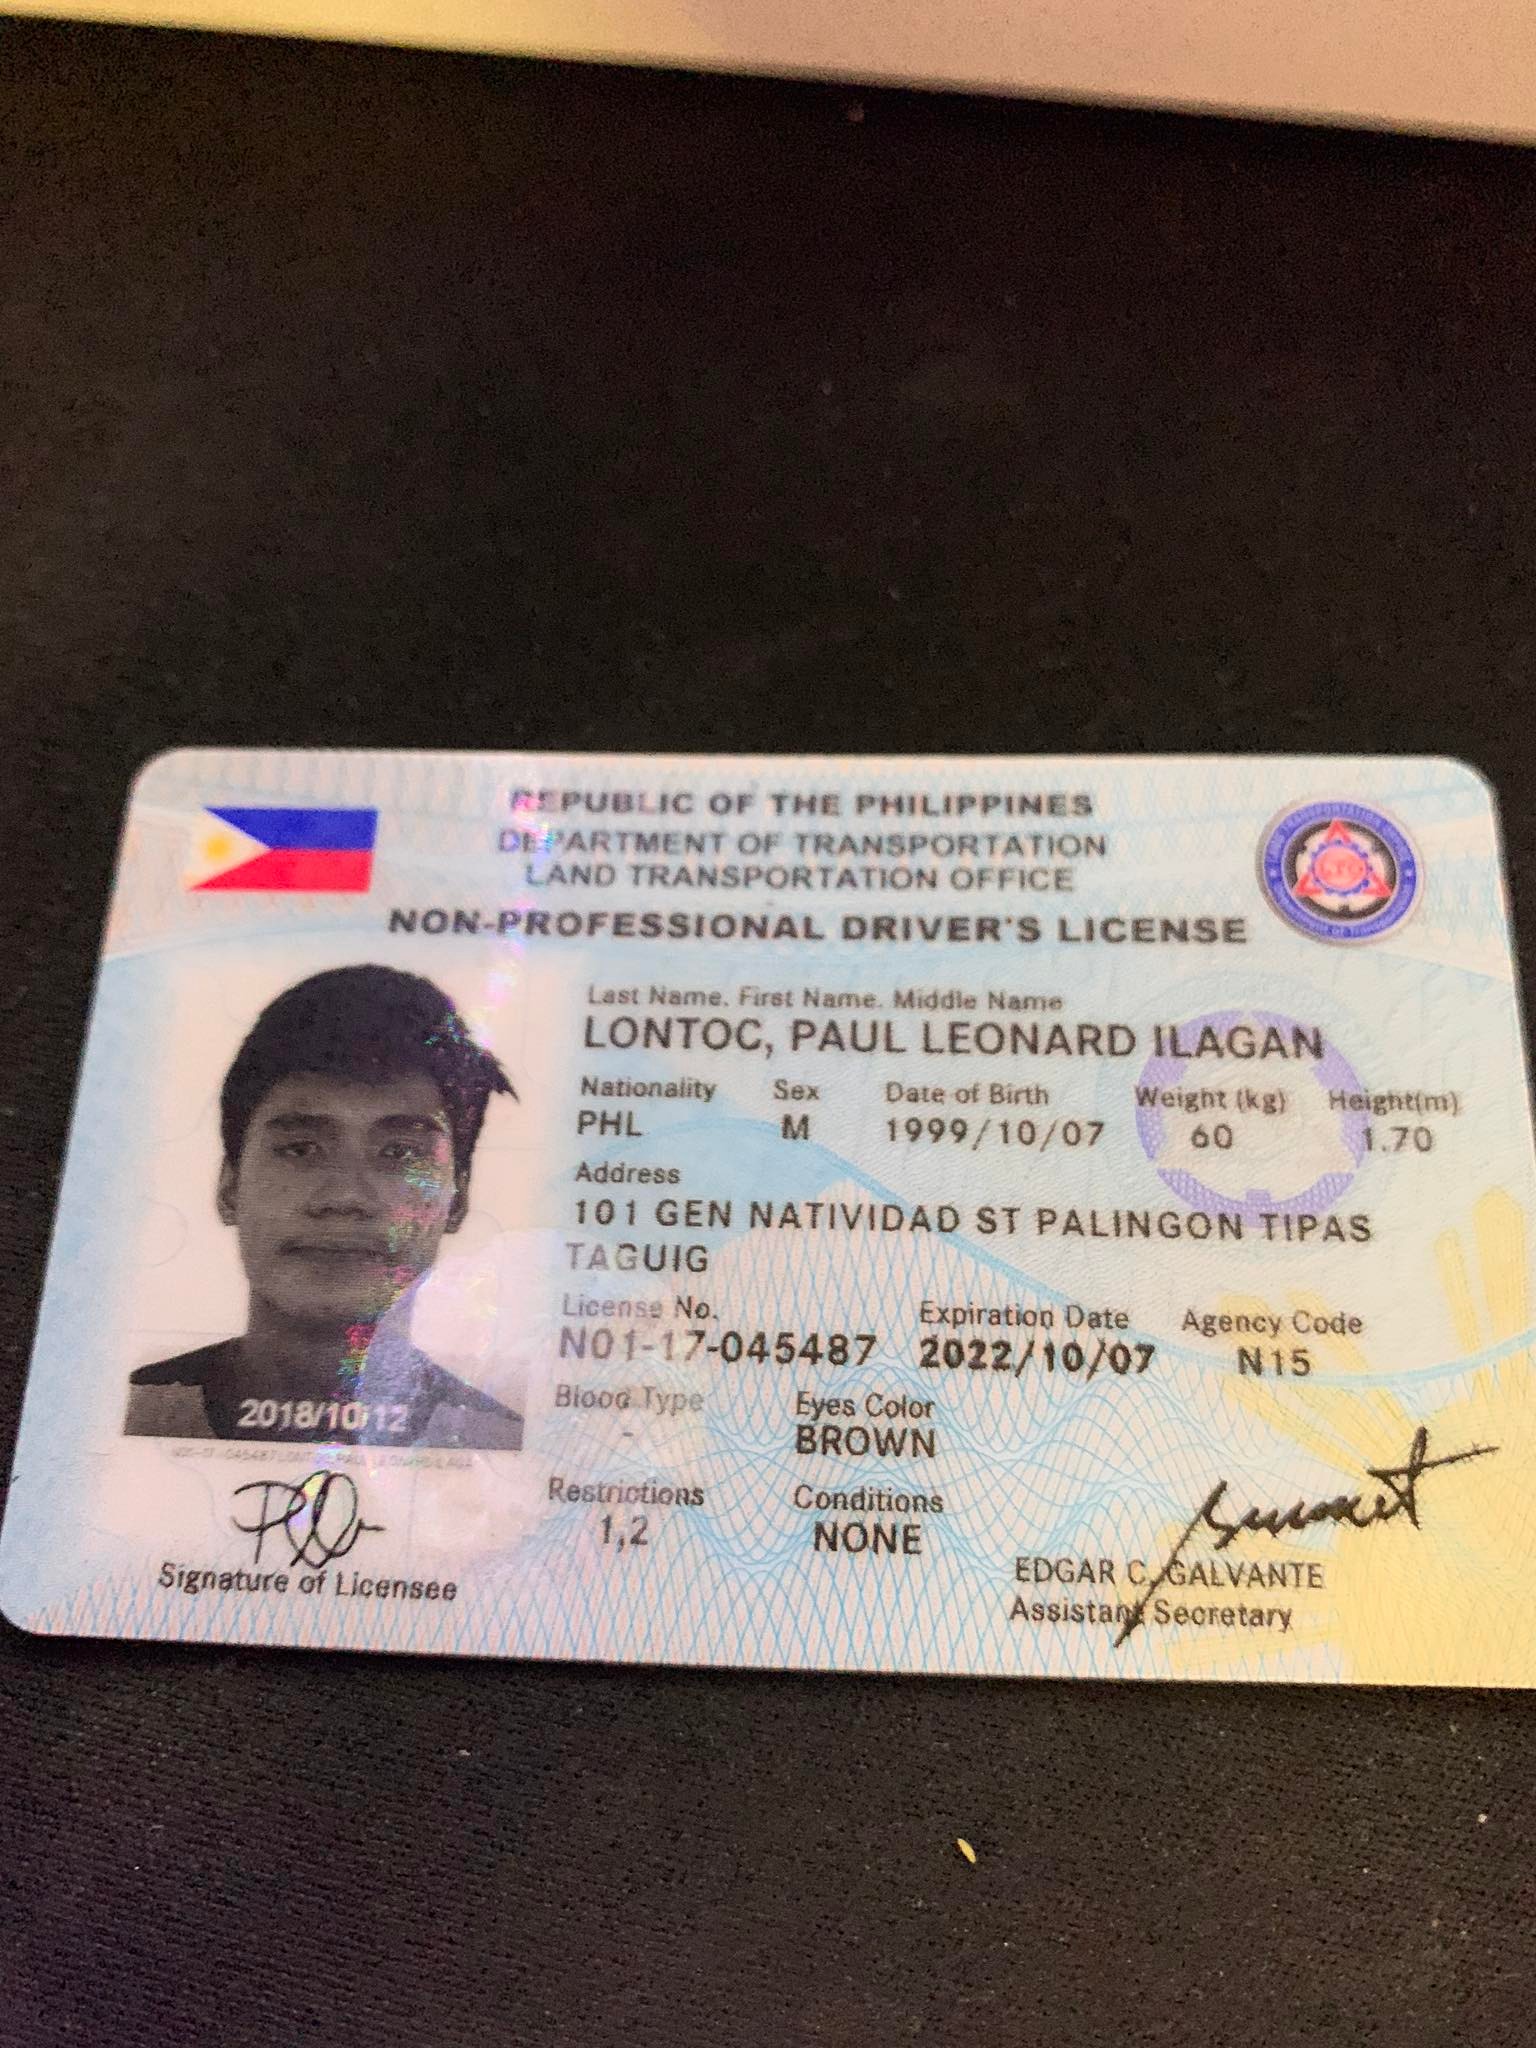 REPUBLIC OF THE PHILIPPINES
DEPARTMENT OF TRANSPORTATION
LAND TRANSPORTATION OFFICE
NON-PROFESSIONAL DRIVER'S LICENSE
LTO
Last Name. First Name. Middle Name
LONTOC, PAUL LEONARD ILAGAN
Nationality Sex Date of Birth Weight (kg) Height(m)
PHL M 1999/10/07 60 1.70
Address
101 GEN NATIVIDAD ST PALINGON TIPAS
TAGUIG
License No. Expiration Date Agency Code
N01-17-045487 2022/10/07 N15
Blood Type Eyes Color
- BROWN
2018/10/12
Restrictions Conditions
1,2 NONE
Signature of Licensee
EDGAR C. GALVANTE
Assistant Secretary